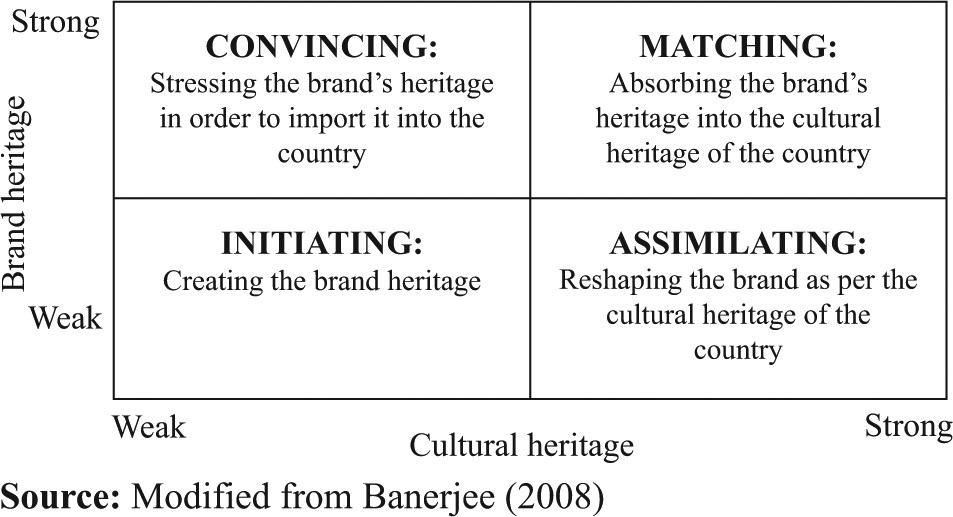 Strong
Brand heritage
Weak
CONVINCING:
Stressing the brand’s heritage
in order to import it into the
country
MATCHING:
Absorbing the brand’s
heritage into the cultural
heritage of the country
INITIATING:
Creating the brand heritage
ASSIMILATING:
Reshaping the brand as per the
cultural heritage of the
country
Weak
Cultural heritage
Strong
Source: Modified from Banerjee (2008)